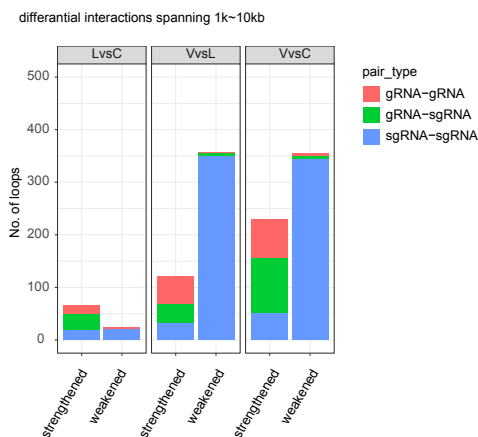 differantial interactions spanning 1k~10kb
LvsC
VvsL
VvsC
500
400
300
200
100
0
No. of loops
strengthened
weakened
strengthened
weakened
strengthened
weakened
pair_type
gRNA−gRNA
gRNA−sgRNA
sgRNA−sgRNA